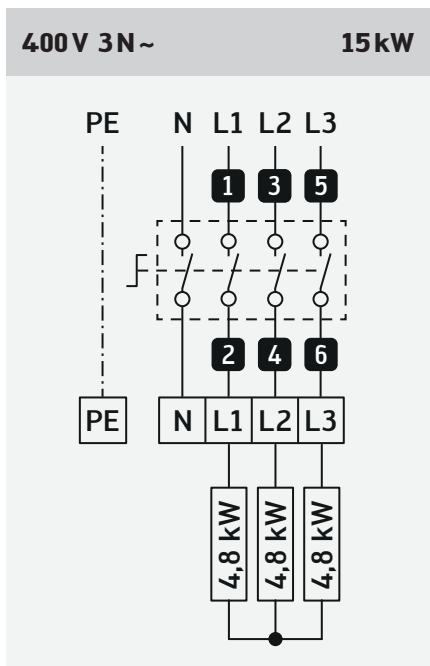 400V 3N~ 15kW
PE N L1 L2 L3
1 3 5
2 4 6
PE N L1 L2 L3
4,8 kW 4,8 kW 4,8 kW